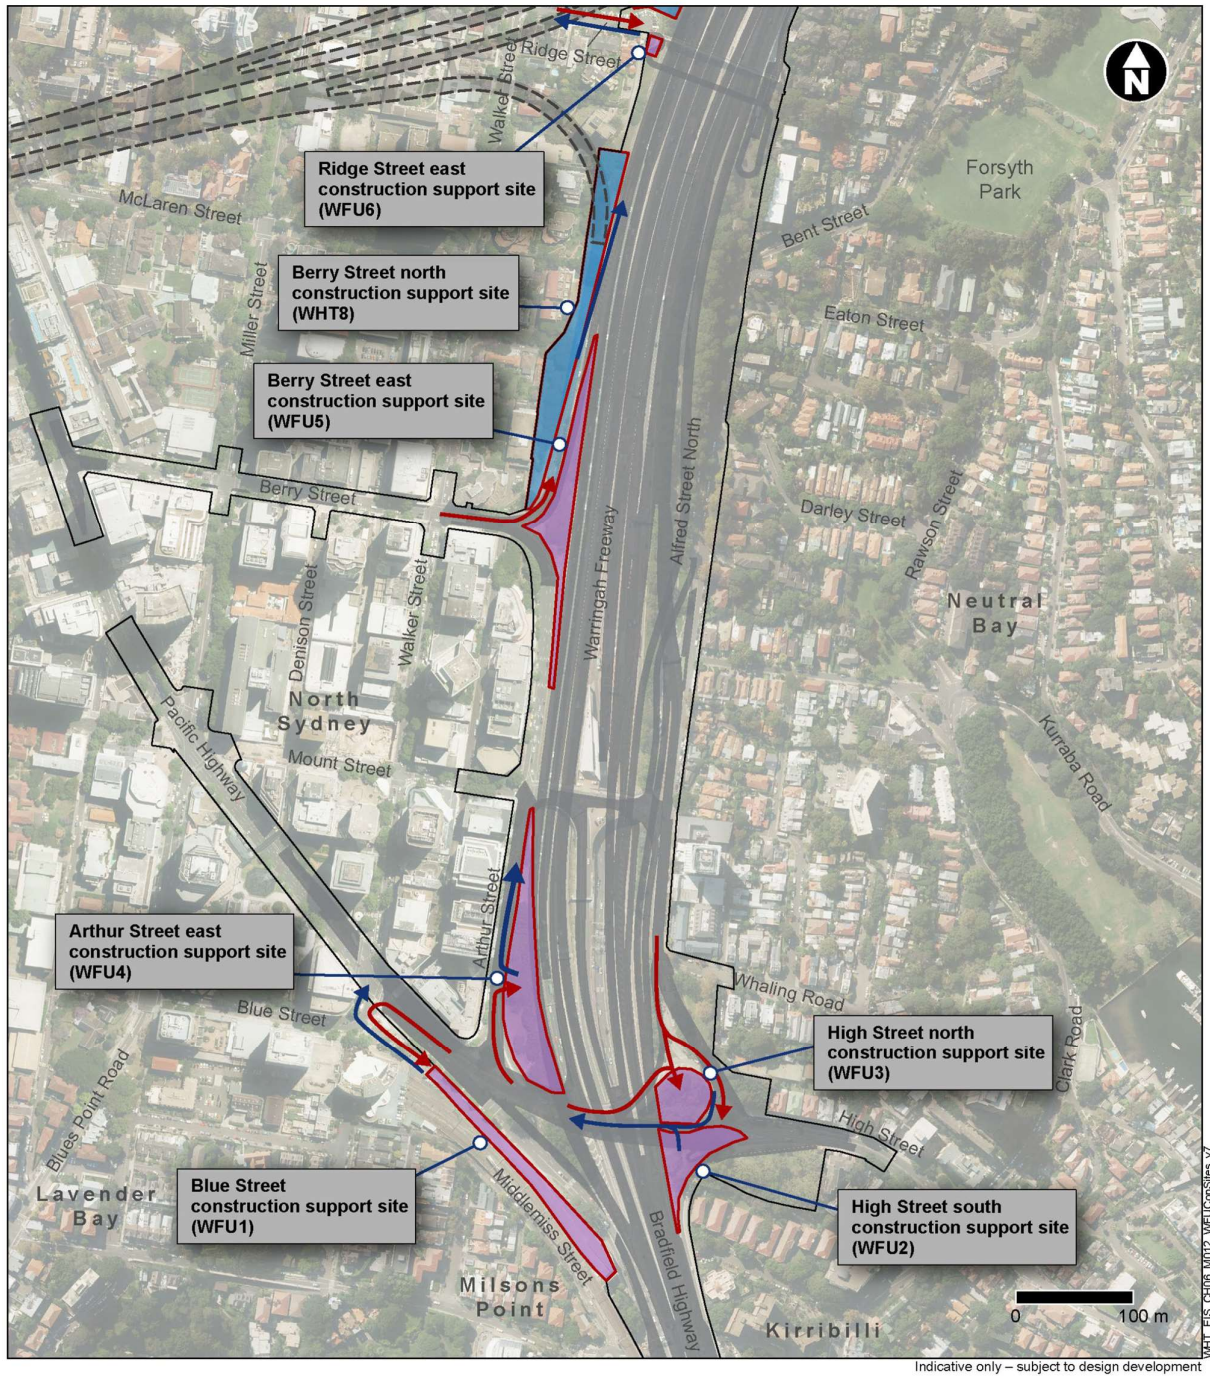 Ridge Street
Walker Street
N
Ridge Street east
construction support site
(WFU6)
Forsyth
Park
McLaren Street
Bent Street
Berry Street north
construction support site
(WHT8)
Miller Street
Eaton Street
Berry Street east
construction support site
(WFU5)
Alfred Street North
Berry Street
Darley Street
Rawson Street
Warringah Freeway
Denison Street
Walker Street
Neutral
Bay
North
Sydney
Pacific Highway
Mount Street
Kurraba Road
Arthur Street
Arthur Street east
construction support site
(WFU4)
Whaling Road
Blue Street
High Street north
construction support site
(WFU3)
Clark Road
Blues Point Road
High Street
Blue Street
construction support site
(WFU1)
Middlemiss Street
Lavender
Bay
High Street south
construction support site
(WFU2)
Bradfield Highway
Milsons
Point
Kirribilli
0 100 m
WHT_EIS_CH06_M012_WFUConSites_v7
Indicative only – subject to design development